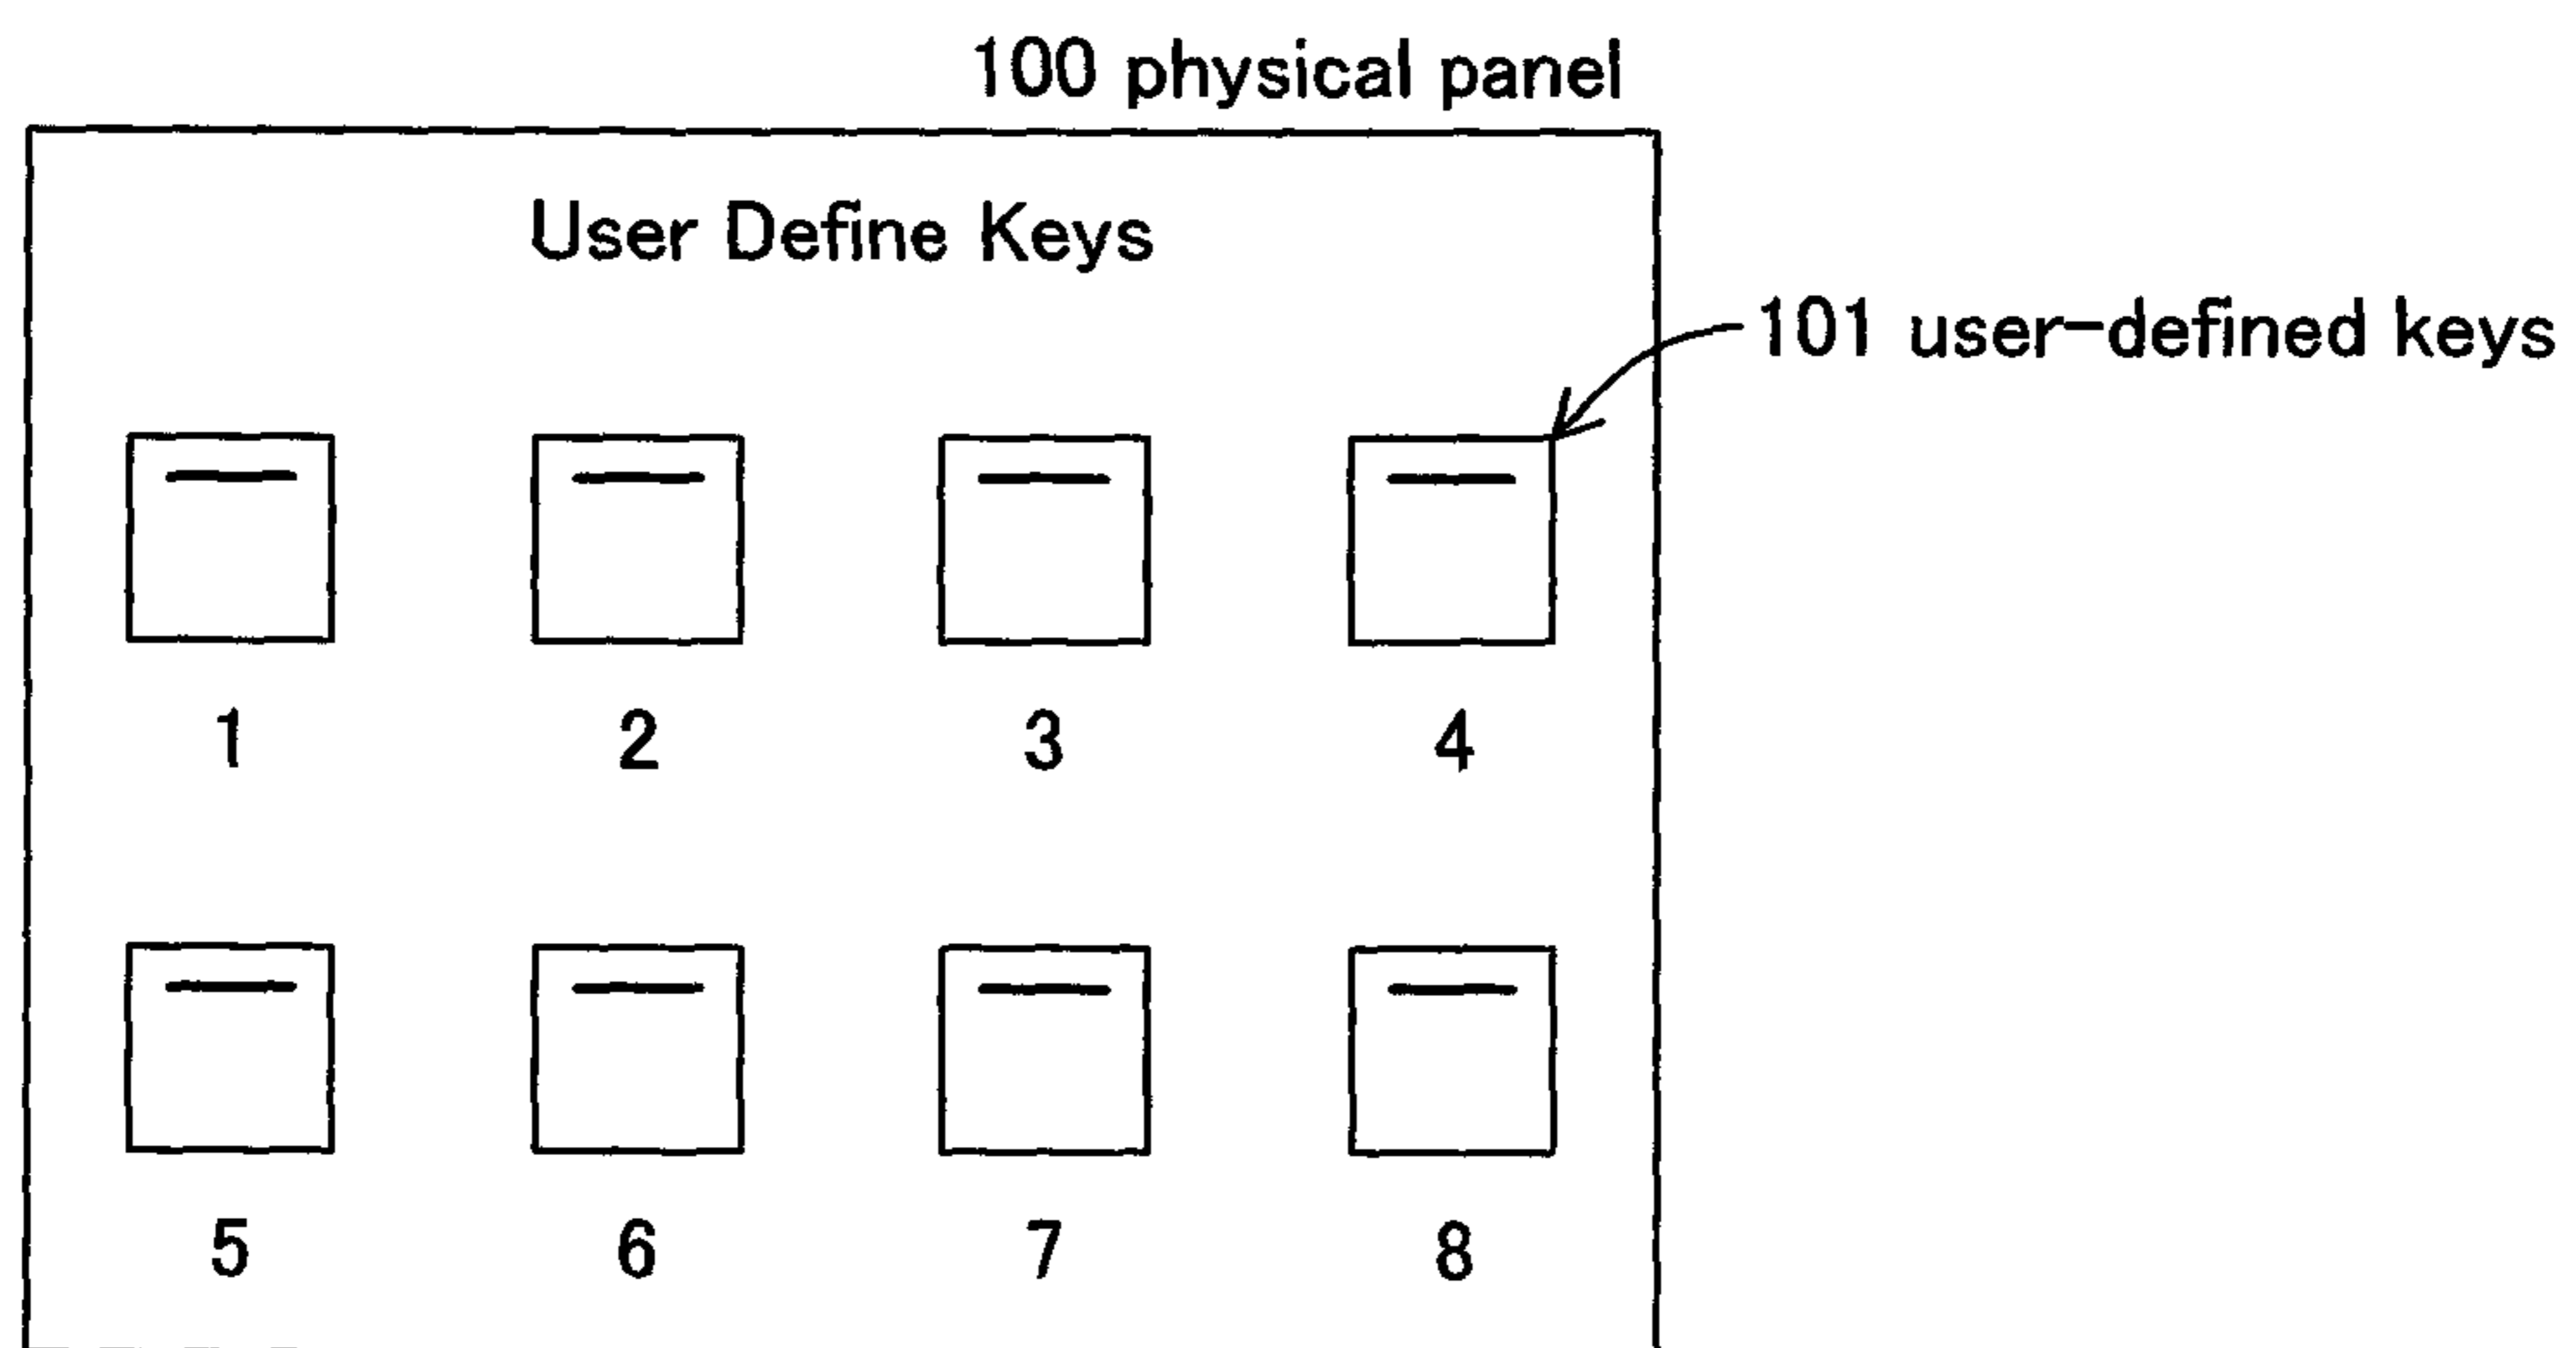 100 physical panel
User Define Keys
101 user-defined keys
1 2 3 4
5 6 7 8